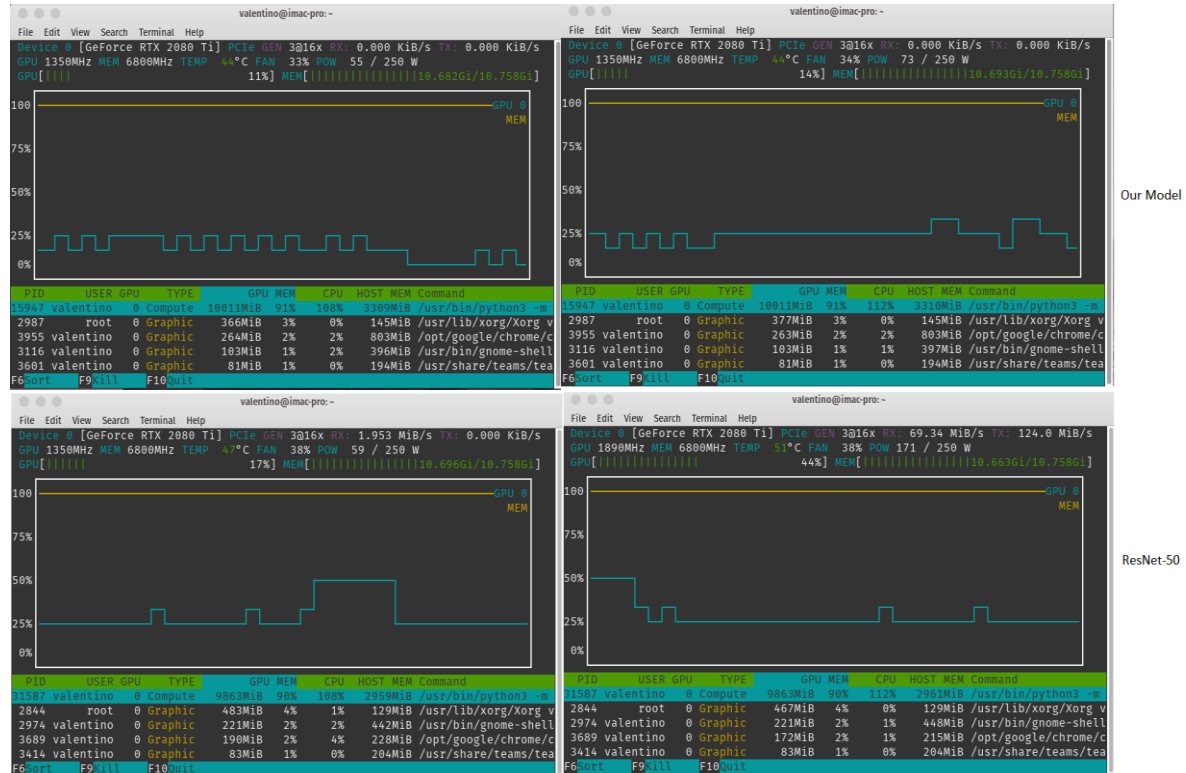 valentino@imac-pro: ~
File Edit View Search Terminal Help
Device 0 [GeForce RTX 2080 Ti] PCIe GEN 3@16x RX: 0.000 KiB/s TX: 0.000 KiB/s
GPU 1350MHz MEM 6800MHz TEMP 44°C FAN 33% POW 55 / 250 W
GPU[|||| 11%] MEM[||||||||||||||||10.682Gi/10.758Gi]
100
GPU 0
MEM
75%
50%
25%
0%
PID USER GPU TYPE GPU MEM CPU HOST MEM Command
15947 valentino 0 Compute 10011MiB 91% 108% 3309MiB /usr/bin/python3 -m
2987 root 0 Graphic 366MiB 3% 0% 145MiB /usr/lib/xorg/Xorg v
3955 valentino 0 Graphic 264MiB 2% 2% 803MiB /opt/google/chrome/c
3116 valentino 0 Graphic 103MiB 1% 2% 396MiB /usr/bin/gnome-shell
3601 valentino 0 Graphic 81MiB 1% 0% 194MiB /usr/share/teams/tea
F6Sort F9Kill F10Quit
valentino@imac-pro: ~
File Edit View Search Terminal Help
Device 0 [GeForce RTX 2080 Ti] PCIe GEN 3@16x RX: 0.000 KiB/s TX: 0.000 KiB/s
GPU 1350MHz MEM 6800MHz TEMP 44°C FAN 34% POW 73 / 250 W
GPU[||||| 14%] MEM[||||||||||||||||10.693Gi/10.758Gi]
100
GPU 0
MEM
75%
50%
25%
0%
PID USER GPU TYPE GPU MEM CPU HOST MEM Command
15947 valentino 0 Compute 10011MiB 91% 112% 3310MiB /usr/bin/python3 -m
2987 root 0 Graphic 377MiB 3% 0% 145MiB /usr/lib/xorg/Xorg v
3955 valentino 0 Graphic 263MiB 2% 2% 803MiB /opt/google/chrome/c
3116 valentino 0 Graphic 103MiB 1% 1% 397MiB /usr/bin/gnome-shell
3601 valentino 0 Graphic 81MiB 1% 0% 194MiB /usr/share/teams/tea
F6Sort F9Kill F10Quit
Our Model
valentino@imac-pro: ~
File Edit View Search Terminal Help
Device 0 [GeForce RTX 2080 Ti] PCIe GEN 3@16x RX: 1.953 MiB/s TX: 0.000 KiB/s
GPU 1350MHz MEM 6800MHz TEMP 47°C FAN 38% POW 59 / 250 W
GPU[|||||| 17%] MEM[||||||||||||||||10.696Gi/10.758Gi]
100
GPU 0
MEM
75%
50%
25%
0%
PID USER GPU TYPE GPU MEM CPU HOST MEM Command
31587 valentino 0 Compute 9863MiB 90% 108% 2959MiB /usr/bin/python3 -m
2844 root 0 Graphic 483MiB 4% 1% 129MiB /usr/lib/xorg/Xorg v
2974 valentino 0 Graphic 221MiB 2% 2% 442MiB /usr/bin/gnome-shell
3689 valentino 0 Graphic 190MiB 2% 4% 228MiB /opt/google/chrome/c
3414 valentino 0 Graphic 83MiB 1% 0% 204MiB /usr/share/teams/tea
F6Sort F9Kill F10Quit
valentino@imac-pro: ~
File Edit View Search Terminal Help
Device 0 [GeForce RTX 2080 Ti] PCIe GEN 3@16x RX: 69.34 MiB/s TX: 124.0 MiB/s
GPU 1890MHz MEM 6800MHz TEMP 51°C FAN 38% POW 171 / 250 W
GPU[||||||||||||||| 44%] MEM[||||||||||||||||10.663Gi/10.758Gi]
100
GPU 0
MEM
75%
50%
25%
0%
PID USER GPU TYPE GPU MEM CPU HOST MEM Command
31587 valentino 0 Compute 9863MiB 90% 112% 2961MiB /usr/bin/python3 -m
2844 root 0 Graphic 467MiB 4% 0% 129MiB /usr/lib/xorg/Xorg v
2974 valentino 0 Graphic 221MiB 2% 1% 448MiB /usr/bin/gnome-shell
3689 valentino 0 Graphic 172MiB 2% 1% 215MiB /opt/google/chrome/c
3414 valentino 0 Graphic 83MiB 1% 0% 204MiB /usr/share/teams/tea
F6Sort F9Kill F10Quit
ResNet-50